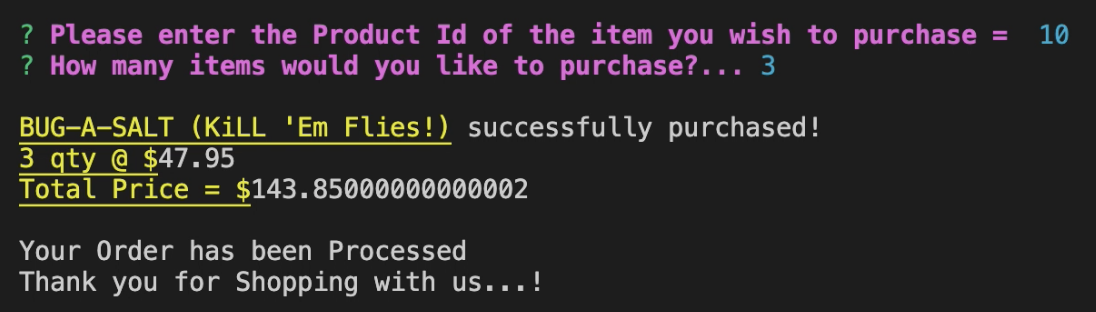 ? Please enter the Product Id of the item you wish to purchase =  10
? How many items would you like to purchase?... 3
BUG-A-SALT (KiLL 'Em Flies!) successfully purchased!
3 qty @ $47.95
Total Price = $143.85000000000002
Your Order has been Processed
Thank you for Shopping with us...!